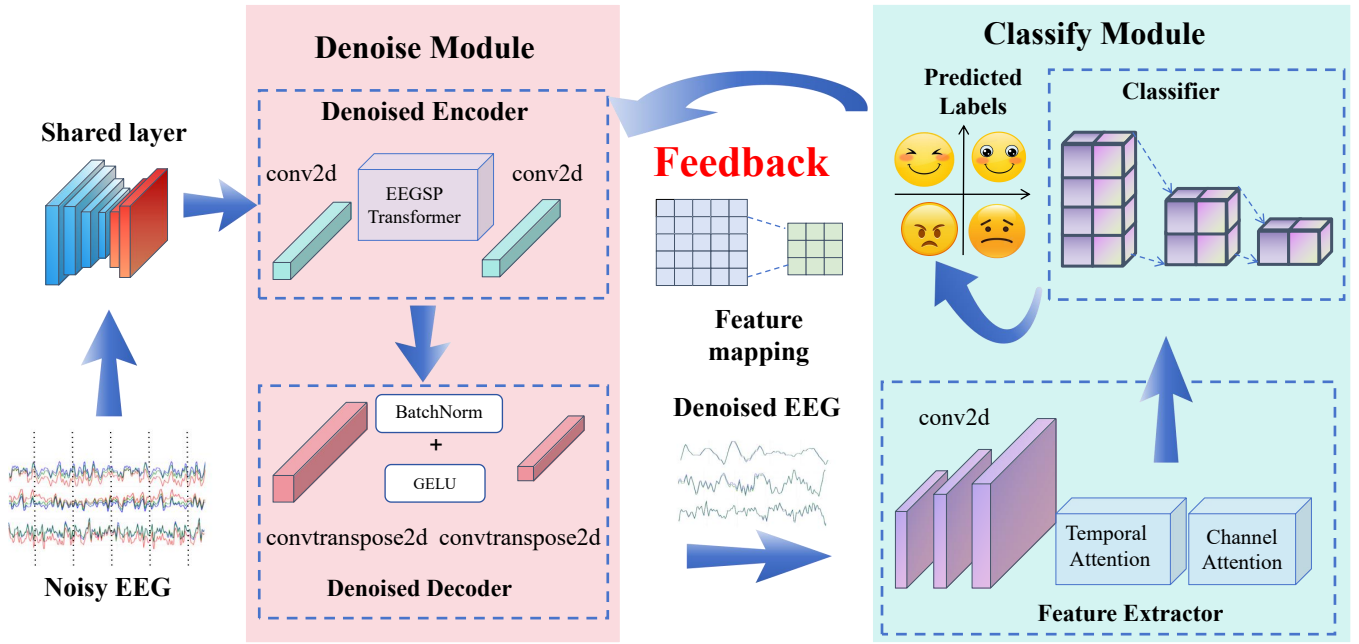 Shared layer
Noisy EEG
Denoise Module
Denoised Encoder
conv2d
EEGSP
Transformer
conv2d
BatchNorm
+
GELU
convtranspose2d
convtranspose2d
Denoised Decoder
Feedback
Feature
mapping
Denoised EEG
Classify Module
Predicted
Labels
Classifier
conv2d
Temporal
Attention
Channel
Attention
Feature Extractor